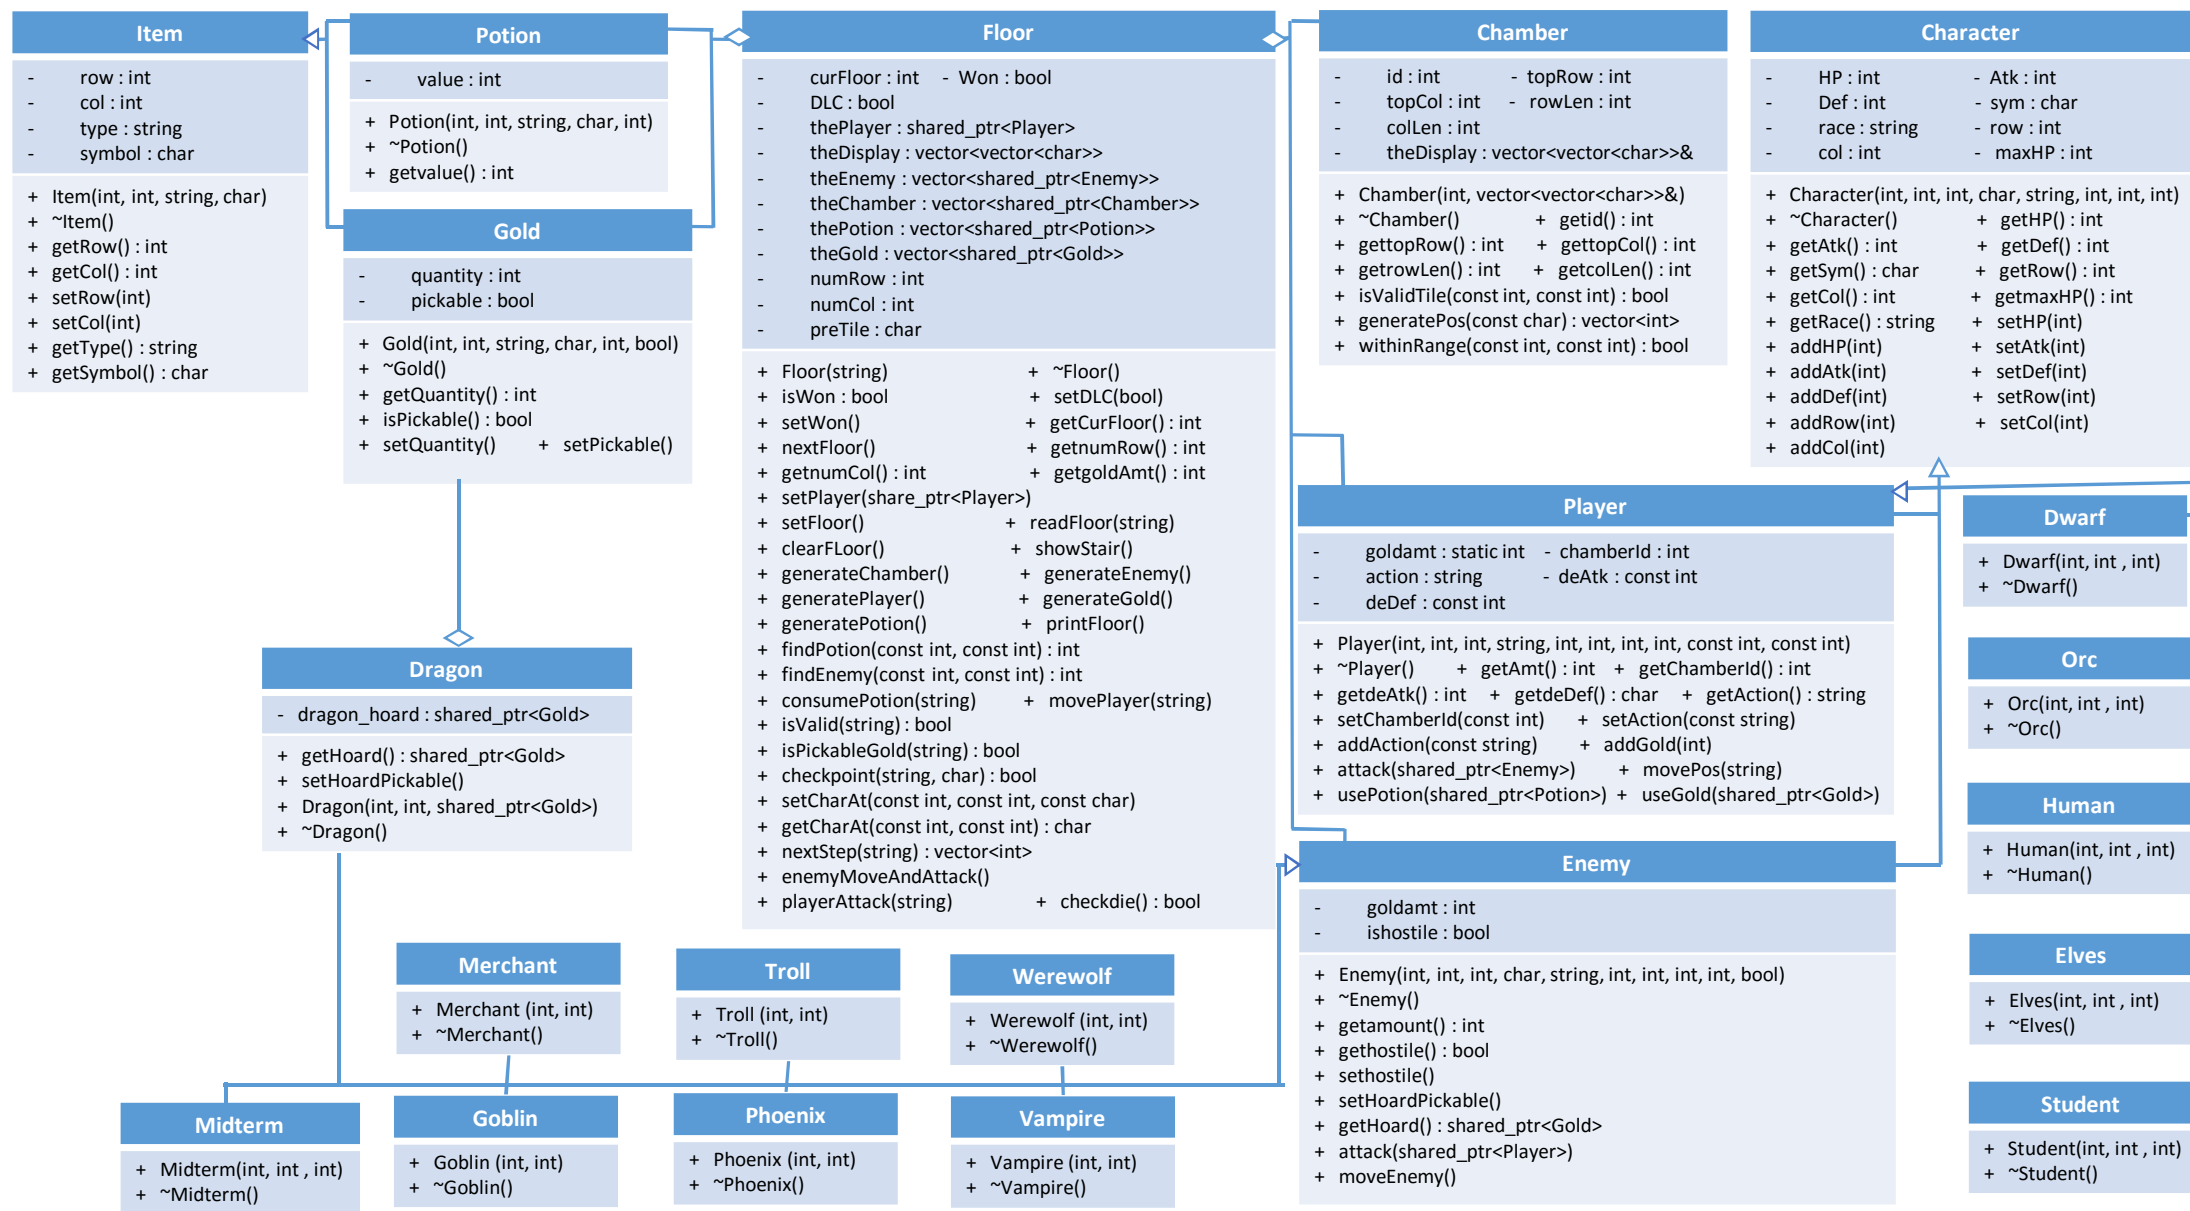 Item
- row : int
- col : int
- type : string
- symbol : char
+ Item(int, int, string, char)
+ ~Item()
+ getRow() : int
+ getCol() : int
+ setRow(int)
+ setCol(int)
+ getType() : string
+ getSymbol() : char
Potion
- value : int
+ Potion(int, int, string, char, int)
+ ~Potion()
+ getvalue() : int
Gold
- quantity : int
- pickable : bool
+ Gold(int, int, string, char, int, bool)
+ ~Gold()
+ getQuantity() : int
+ isPickable() : bool
+ setQuantity() + setPickable()
Dragon
- dragon_hoard : shared_ptr<Gold>
+ getHoard() : shared_ptr<Gold>
+ setHoardPickable()
+ Dragon(int, int, shared_ptr<Gold>)
+ ~Dragon()
Floor
- curFloor : int - Won : bool
- DLC : bool
- thePlayer : shared_ptr<Player>
- theDisplay : vector<vector<char>>
- theEnemy : vector<shared_ptr<Enemy>>
- theChamber : vector<shared_ptr<Chamber>>
- thePotion : vector<shared_ptr<Potion>>
- theGold : vector<shared_ptr<Gold>>
- numRow : int
- numCol : int
- preTile : char
+ Floor(string) + ~Floor()
+ isWon : bool + setDLC(bool)
+ setWon() + getCurFloor() : int
+ nextFloor() + getnumRow() : int
+ getnumCol() : int + getgoldAmt() : int
+ setPlayer(share_ptr<Player>)
+ setFloor() + readFloor(string)
+ clearFLoor() + showStair()
+ generateChamber() + generateEnemy()
+ generatePlayer() + generateGold()
+ generatePotion() + printFloor()
+ findPotion(const int, const int) : int
+ findEnemy(const int, const int) : int
+ consumePotion(string) + movePlayer(string)
+ isValid(string) : bool
+ isPickableGold(string) : bool
+ checkpoint(string, char) : bool
+ setCharAt(const int, const int, const char)
+ getCharAt(const int, const int) : char
+ nextStep(string) : vector<int>
+ enemyMoveAndAttack()
+ playerAttack(string) + checkdie() : bool
Chamber
- id : int - topRow : int
- topCol : int - rowLen : int
- colLen : int
- theDisplay : vector<vector<char>>&
+ Chamber(int, vector<vector<char>>&)
+ ~Chamber() + getid() : int
+ gettopRow() : int + gettopCol() : int
+ getrowLen() : int + getcolLen() : int
+ isValidTile(const int, const int) : bool
+ generatePos(const char) : vector<int>
+ withinRange(const int, const int) : bool
Character
- HP : int - Atk : int
- Def : int - sym : char
- race : string - row : int
- col : int - maxHP : int
+ Character(int, int, int, char, string, int, int, int)
+ ~Character() + getHP() : int
+ getAtk() : int + getDef() : int
+ getSym() : char + getRow() : int
+ getCol() : int + getmaxHP() : int
+ getRace() : string + setHP(int)
+ addHP(int) + setAtk(int)
+ addAtk(int) + setDef(int)
+ addDef(int) + setRow(int)
+ addRow(int) + setCol(int)
+ addCol(int)
Player
- goldamt : static int - chamberId : int
- action : string - deAtk : const int
- deDef : const int
+ Player(int, int, int, string, int, int, int, int, const int, const int)
+ ~Player() + getAmt() : int + getChamberId() : int
+ getdeAtk() : int + getdeDef() : char + getAction() : string
+ setChamberId(const int) + setAction(const string)
+ addAction(const string) + addGold(int)
+ attack(shared_ptr<Enemy>) + movePos(string)
+ usePotion(shared_ptr<Potion>) + useGold(shared_ptr<Gold>)
Enemy
- goldamt : int
- ishostile : bool
+ Enemy(int, int, int, char, string, int, int, int, int, bool)
+ ~Enemy()
+ getamount() : int
+ gethostile() : bool
+ sethostile()
+ setHoardPickable()
+ getHoard() : shared_ptr<Gold>
+ attack(shared_ptr<Player>)
+ moveEnemy()
Dwarf
+ Dwarf(int, int , int)
+ ~Dwarf()
Orc
+ Orc(int, int , int)
+ ~Orc()
Human
+ Human(int, int , int)
+ ~Human()
Elves
+ Elves(int, int , int)
+ ~Elves()
Student
+ Student(int, int , int)
+ ~Student()
Merchant
+ Merchant (int, int)
+ ~Merchant()
Troll
+ Troll (int, int)
+ ~Troll()
Werewolf
+ Werewolf (int, int)
+ ~Werewolf()
Midterm
+ Midterm(int, int , int)
+ ~Midterm()
Goblin
+ Goblin (int, int)
+ ~Goblin()
Phoenix
+ Phoenix (int, int)
+ ~Phoenix()
Vampire
+ Vampire (int, int)
+ ~Vampire()